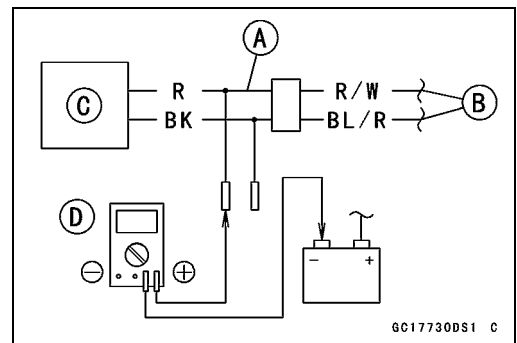 A
R
R/W
C
B
BK
BL/R
D
− +
− +
GC17730DS1 C